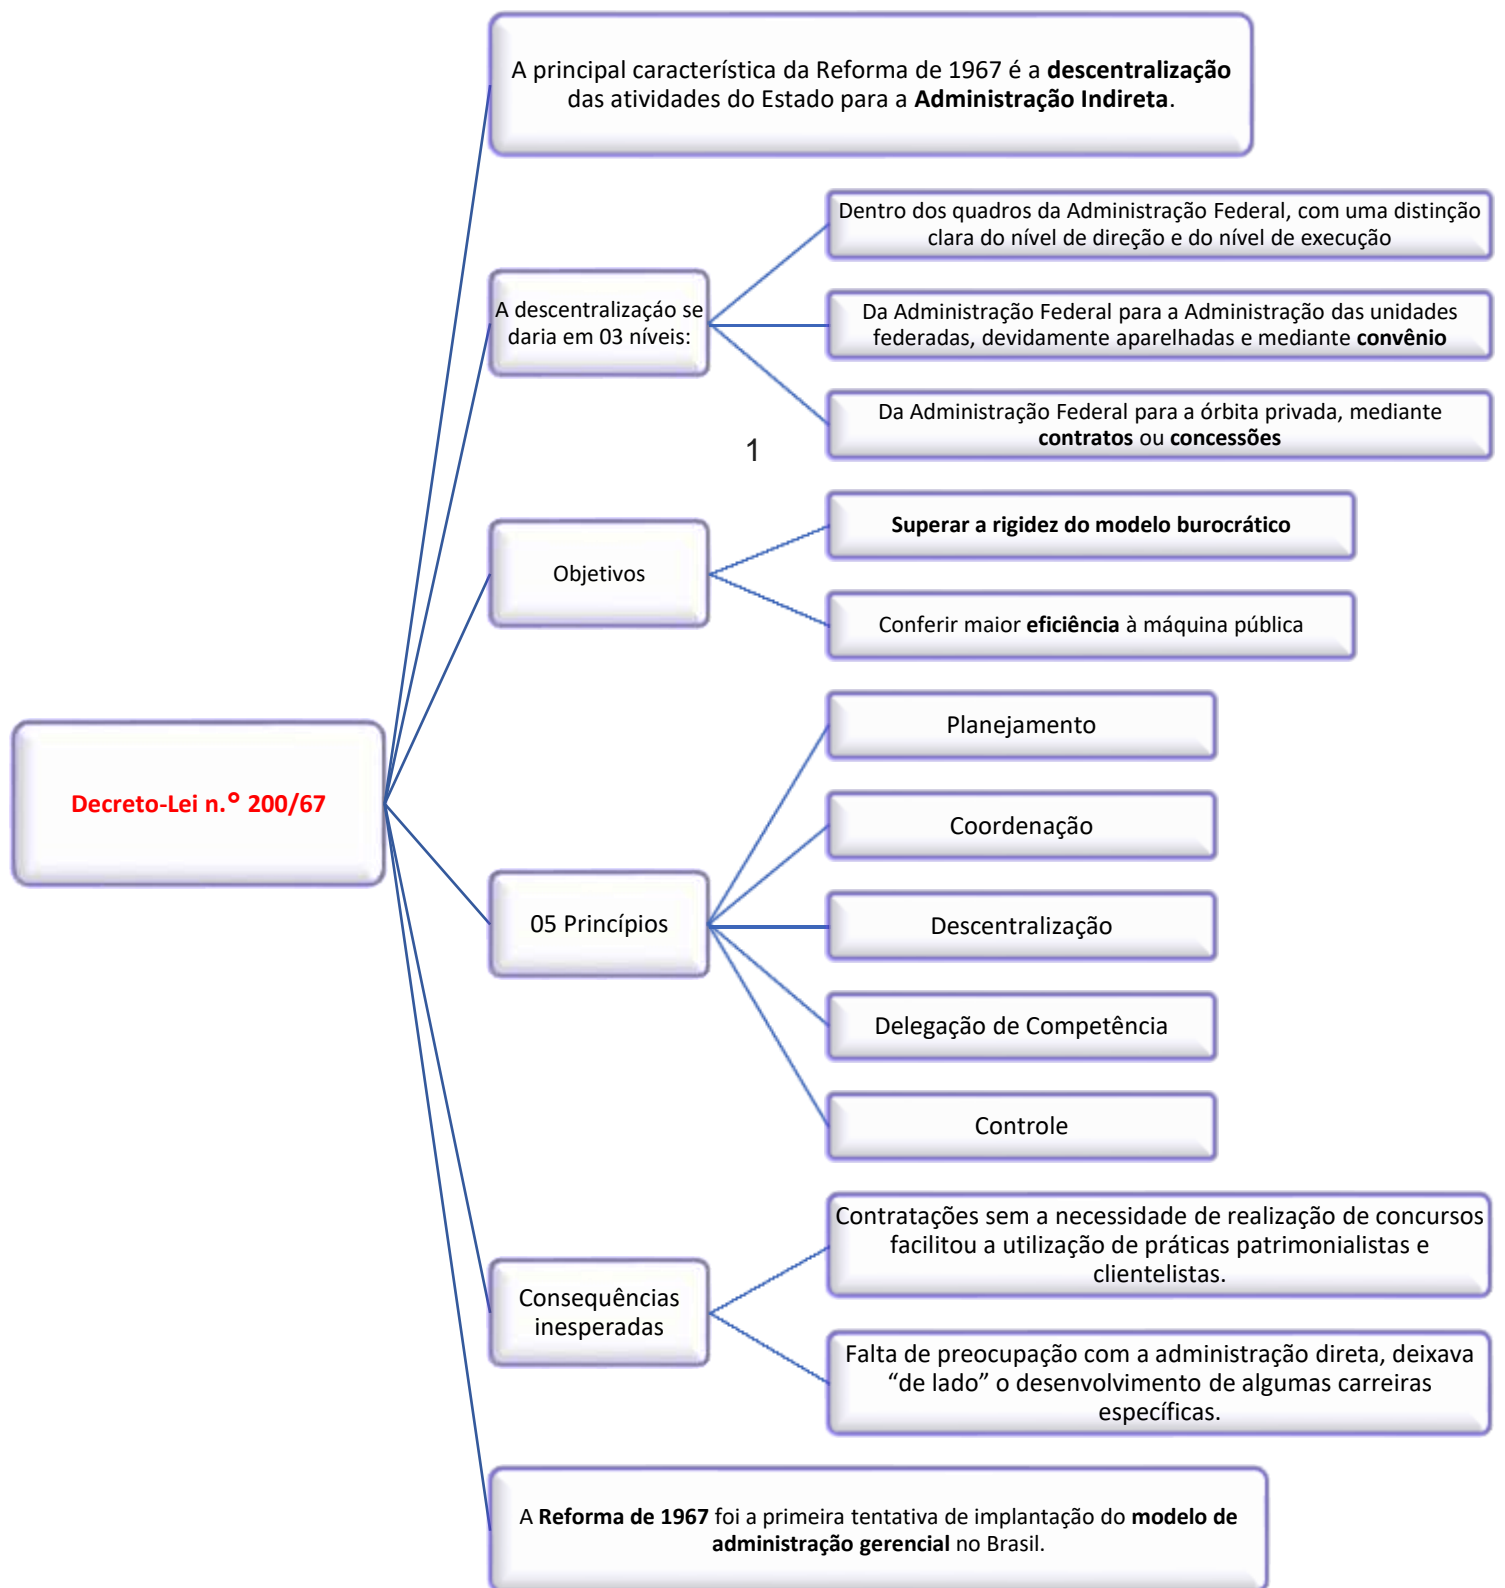 A principal característica da Reforma de 1967 é a descentralização
das atividades do Estado para a Administração Indireta.
Dentro dos quadros da Administração Federal, com uma distinção
clara do nível de direção e do nível de execução
A descentralizaçáo se
daria em 03 níveis:
Da Administração Federal para a Administração das unidades
federadas, devidamente aparelhadas e mediante convênio
Da Administração Federal para a órbita privada, mediante
contratos ou concessões
1
Objetivos
Superar a rigidez do modelo burocrático
Conferir maior eficiência à máquina pública
Decreto-Lei n.° 200/67
05 Princípios
Planejamento
Coordenação
Descentralização
Delegação de Competência
Controle
Consequências
inesperadas
Contratações sem a necessidade de realização de concursos
facilitou a utilização de práticas patrimonialistas e
clientelistas.
Falta de preocupação com a administração direta, deixava
“de lado” o desenvolvimento de algumas carreiras
específicas.
A Reforma de 1967 foi a primeira tentativa de implantação do modelo de
administração gerencial no Brasil.